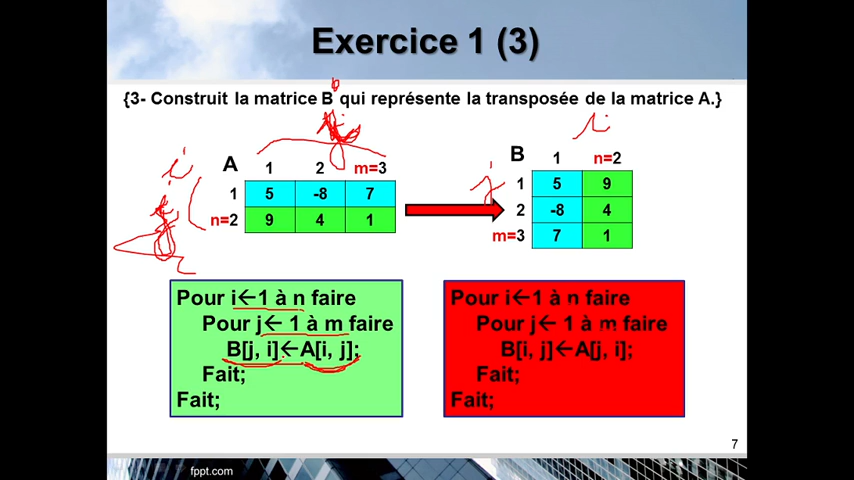 Exercice 1 (3)
{3- Construit la matrice B qui représente la transposée de la matrice A.}
i
A 1 2 m=3
1 5 -8 7
n=2 9 4 1
i
j
B 1 n=2
1 5 9
2 -8 4
m=3 7 1
Pour i←1 à n faire
Pour j← 1 à m faire
B[j, i]←A[i, j];
Fait;
Fait;
Pour i←1 à n faire
Pour j← 1 à m faire
B[i, j]←A[j, i];
Fait;
Fait;
7
fppt.com